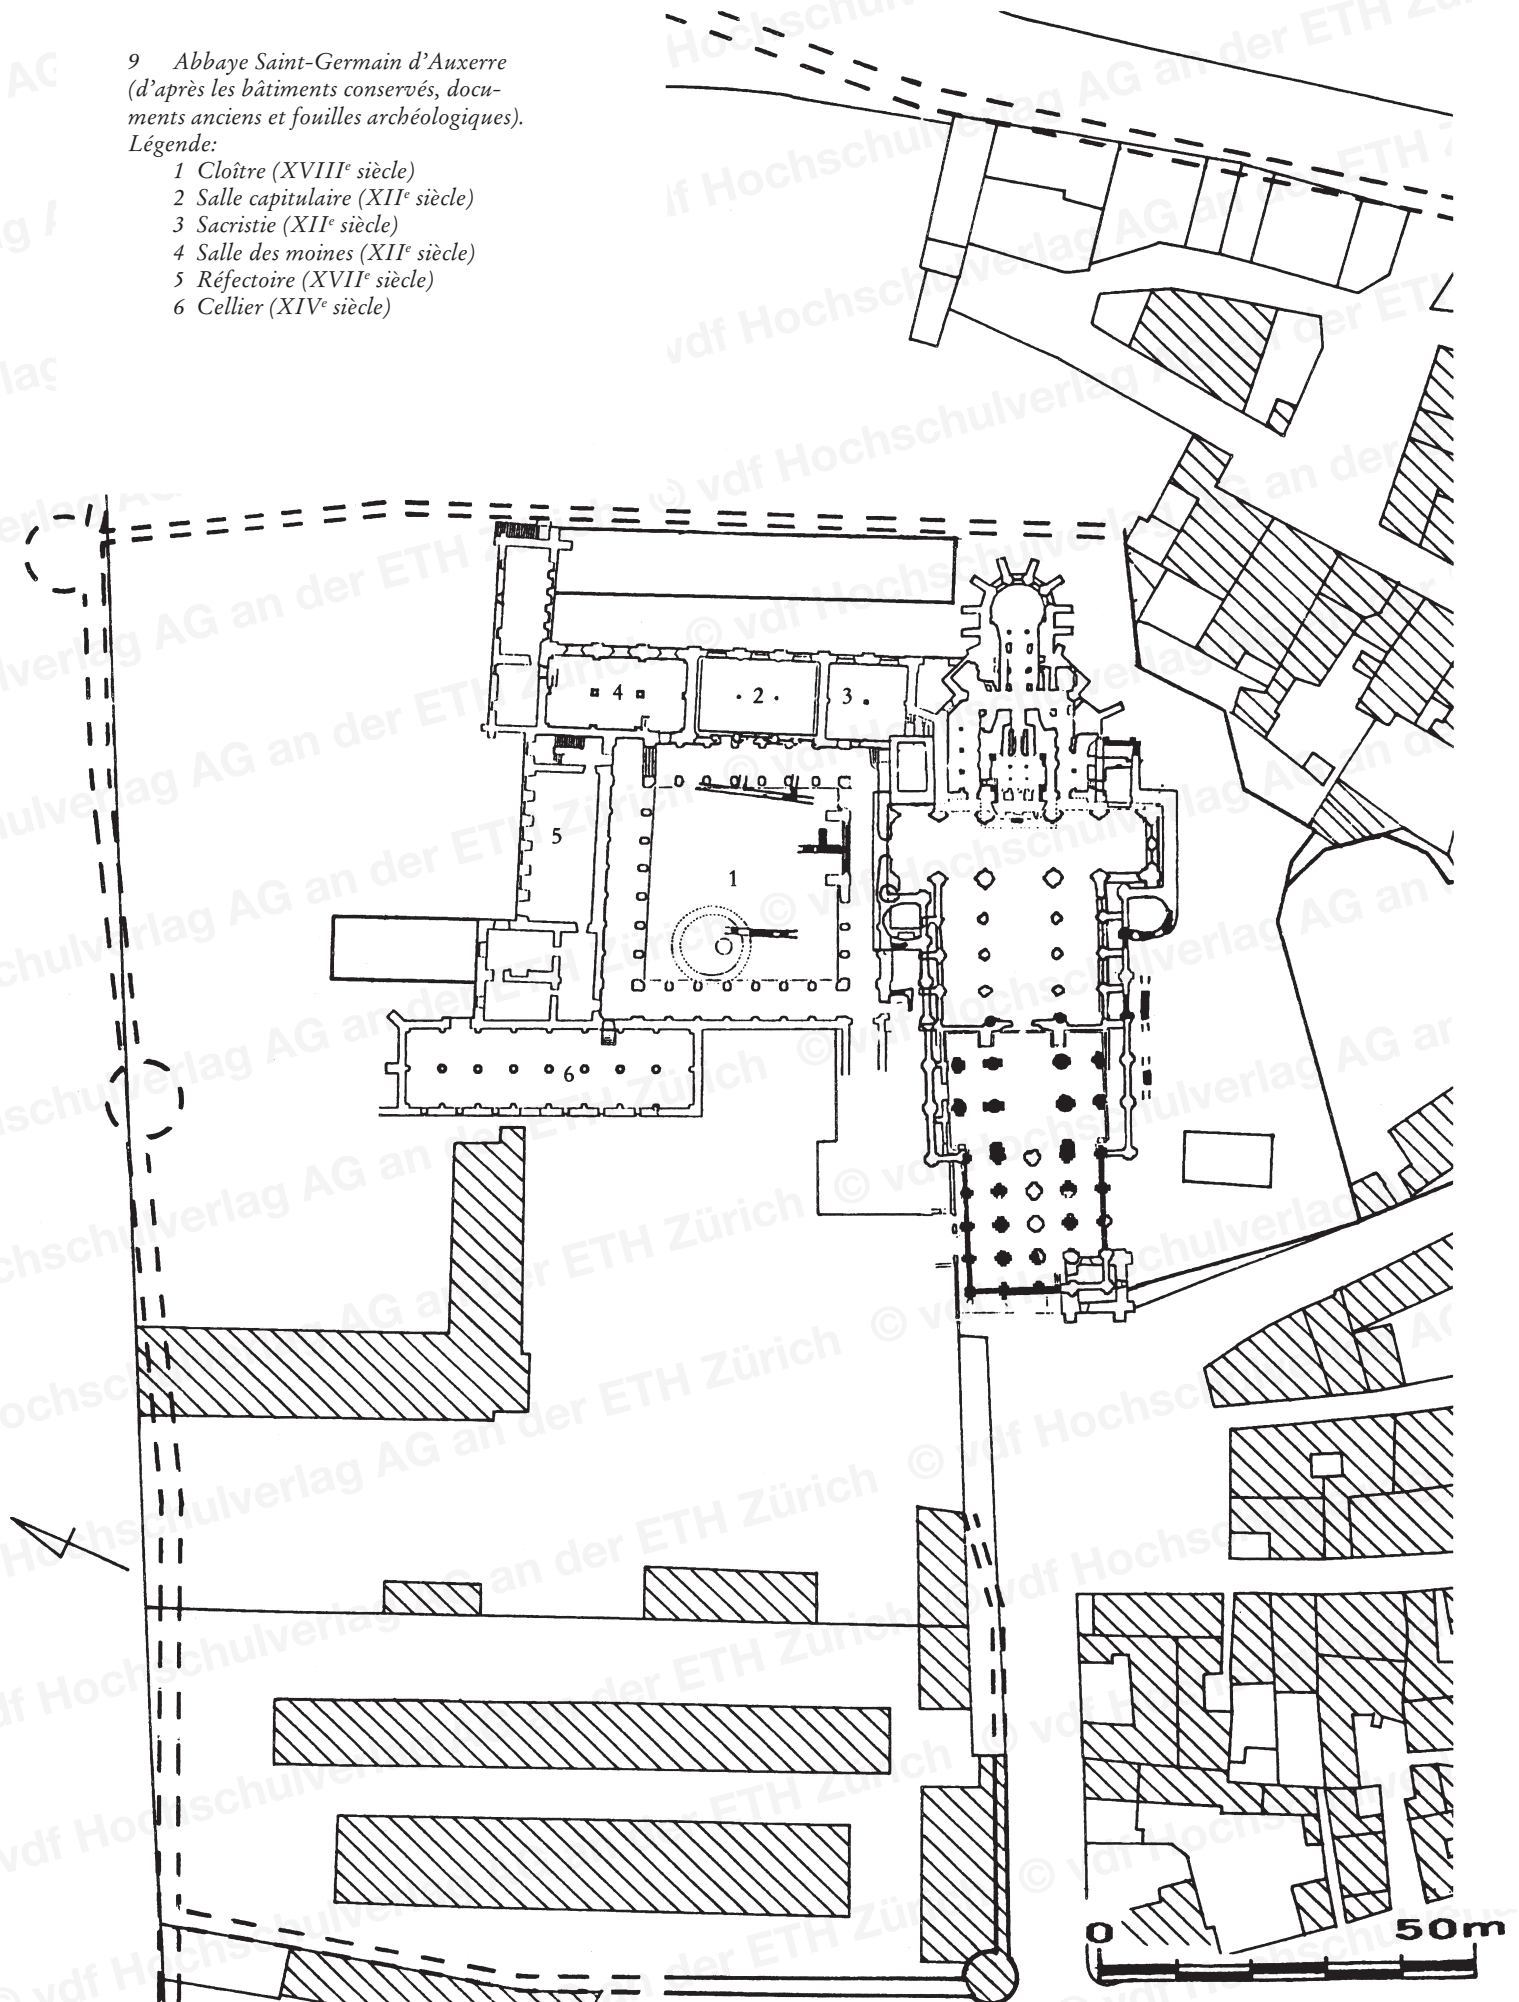 9 Abbaye Saint-Germain d'Auxerre
(d'après les bâtiments conservés, docu-
ments anciens et fouilles archéologiques).
Légende:
1 Cloître (XVIIIe siècle)
2 Salle capitulaire (XIIe siècle)
3 Sacristie (XIIe siècle)
4 Salle des moines (XIIe siècle)
5 Réfectoire (XVIIe siècle)
6 Cellier (XIVe siècle)
4 2 3
5
1
6
0 50m
© vdf Hochschulverlag AG an der ETH Zürich